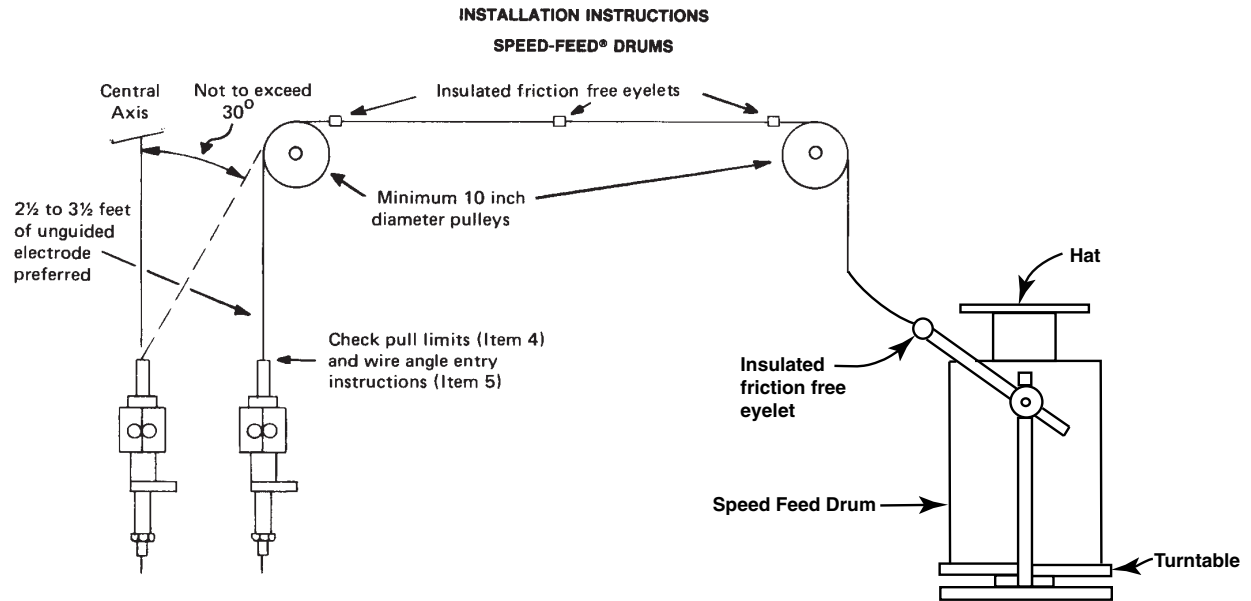 INSTALLATION INSTRUCTIONS
SPEED-FEED® DRUMS
Central
Axis
Not to exceed
30⁰
Insulated friction free eyelets
Minimum 10 inch
diameter pulleys
2½ to 3½ feet
of unguided
electrode
preferred
Check pull limits (Item 4)
and wire angle entry
instructions (Item 5)
Hat
Insulated
friction free
eyelet
Speed Feed Drum
Turntable